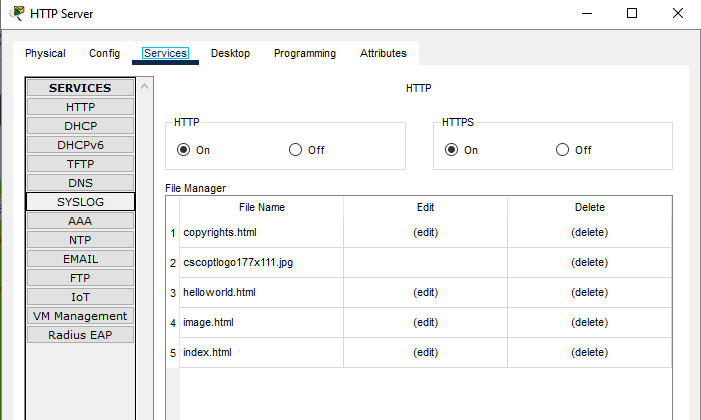 HTTP Server
Physical Config Services Desktop Programming Attributes
SERVICES
HTTP
DHCP
DHCPv6
TFTP
DNS
SYSLOG
AAA
NTP
EMAIL
FTP
IoT
VM Management
Radius EAP
HTTP
HTTP
On Off
HTTPS
On Off
File Manager
File Name Edit Delete
1 copyrights.html (edit) (delete)
2 cscoptlogo177x111.jpg (delete)
3 helloworld.html (edit) (delete)
4 image.html (edit) (delete)
5 index.html (edit) (delete)